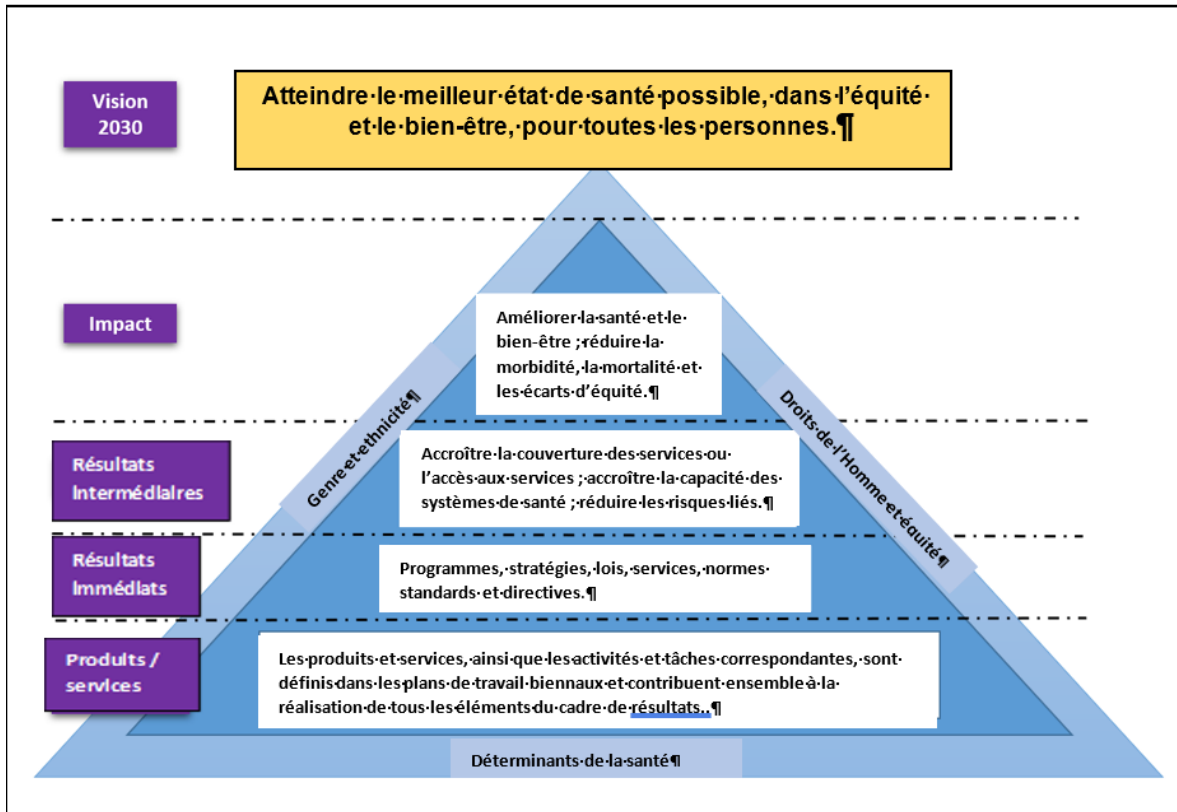 Vision
2030
Atteindre·le·meilleur·état·de·santé·possible,·dans·l’équité·
et·le·bien-être,·pour·toutes·les·personnes.¶
Impact
Améliorer·la·santé·et·le·
bien-être·;·réduire·la·
morbidité,·la·mortalité·et·
les·écarts·d’équité.¶
Genre·et·ethnicité¶
Droits·de·l’Homme·et·équité¶
Résultats
Intermédiaires
Accroître·la·couverture·des·services·ou·
l’accès·aux·services·;·accroître·la·capacité·des·
systèmes·de·santé·;·réduire·les·risques·liés.¶
Résultats
Immédiats
Programmes,·stratégies,·lois,·services,·normes·
standards·et·directives.¶
Produits /
services
Les·produits·et·services,·ainsi·que·les·activités·et·tâches·correspondantes,·sont·
définis·dans·les·plans·de·travail·biennaux·et·contribuent·ensemble·à·la·
réalisation·de·tous·les·éléments·du·cadre·de·résultats..¶
Déterminants·de·la·santé¶